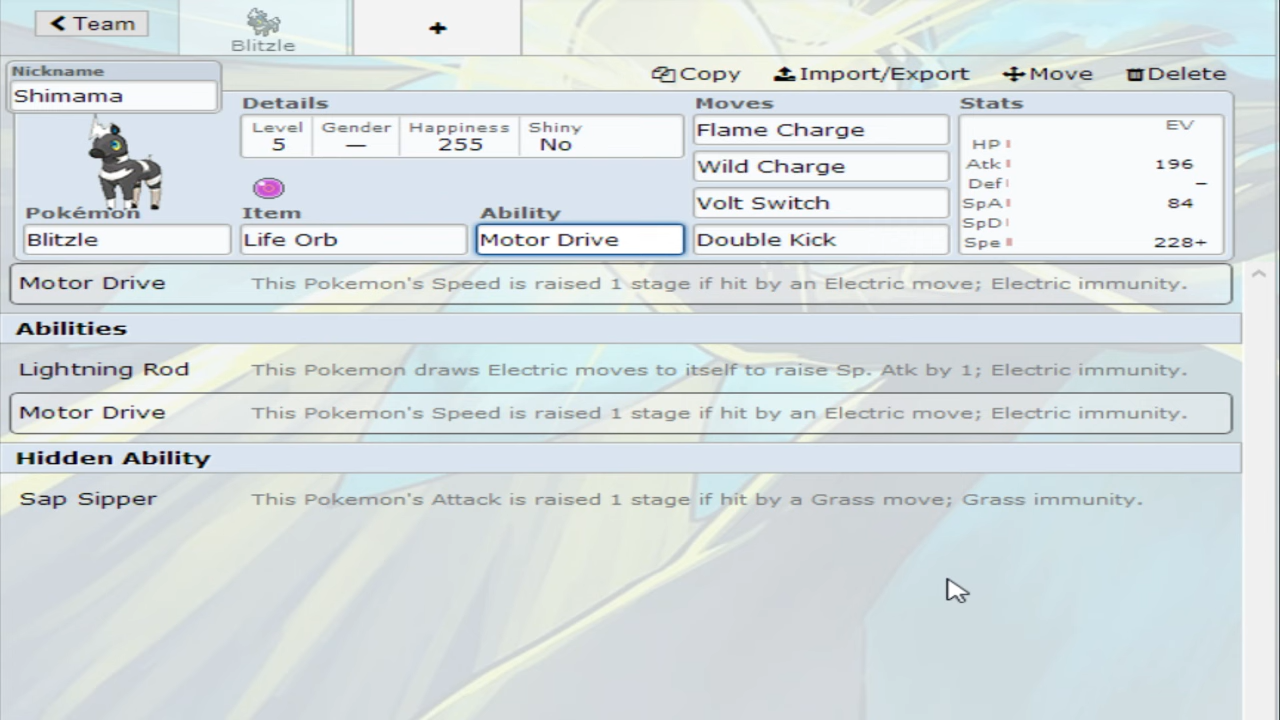 Team
Blitzle
+
Nickname
Shimama
Copy
Import/Export
Move
Delete
Details
Level
5
Gender
—
Happiness
255
Shiny
No
Pokémon
Blitzle
Item
Life Orb
Ability
Motor Drive
Moves
Flame Charge
Wild Charge
Volt Switch
Double Kick
Stats
EV
HP
Atk 196
Def –
SpA 84
SpD
Spe 228+
Motor Drive This Pokemon's Speed is raised 1 stage if hit by an Electric move; Electric immunity.
Abilities
Lightning Rod This Pokemon draws Electric moves to itself to raise Sp. Atk by 1; Electric immunity.
Motor Drive This Pokemon's Speed is raised 1 stage if hit by an Electric move; Electric immunity.
Hidden Ability
Sap Sipper This Pokemon's Attack is raised 1 stage if hit by a Grass move; Grass immunity.